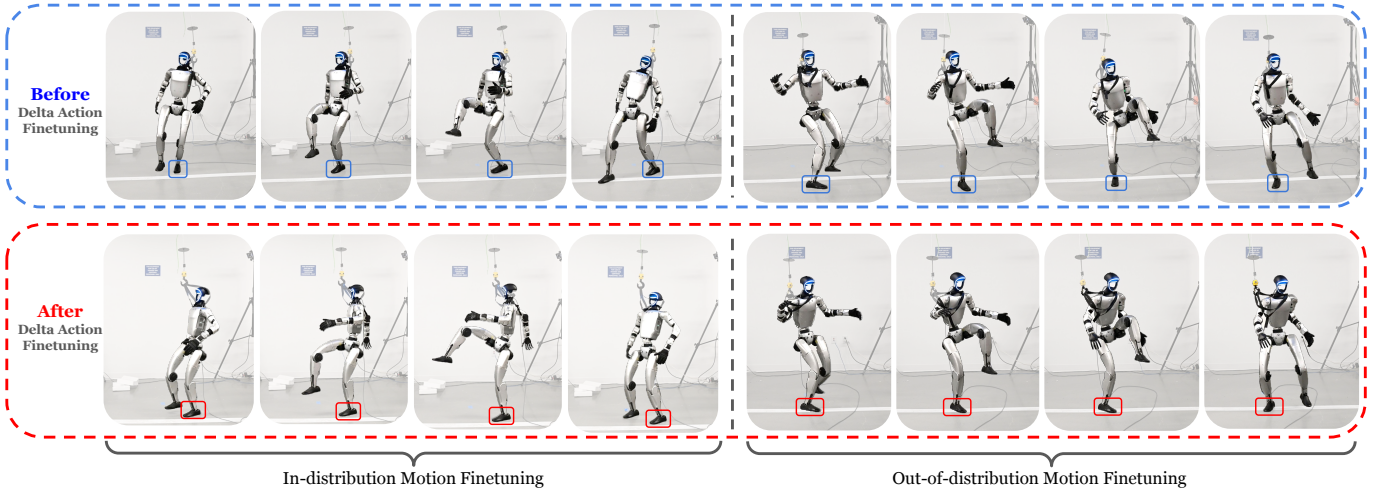 Before
Delta Action
Finetuning
After
Delta Action
Finetuning
In-distribution Motion Finetuning
Out-of-distribution Motion Finetuning